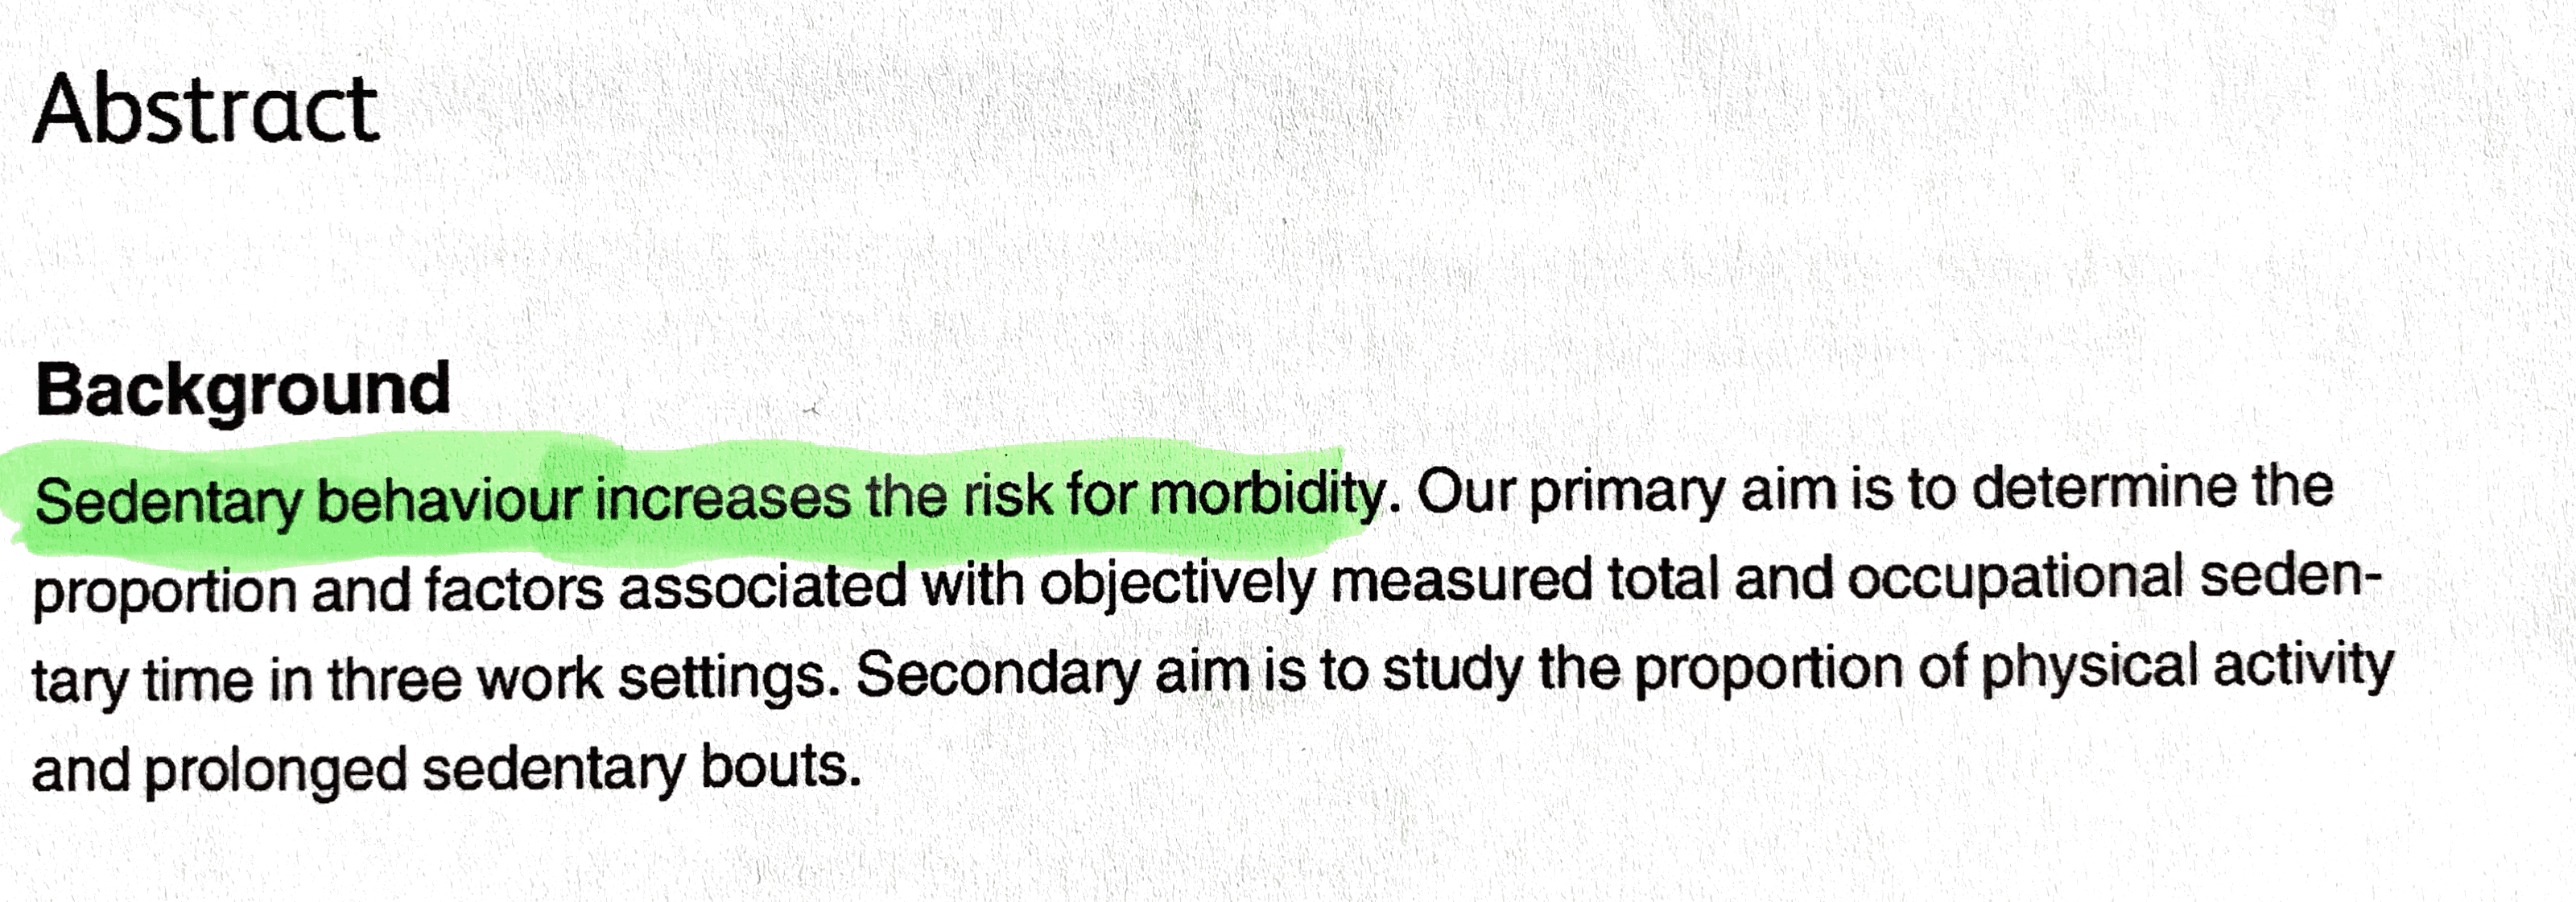 Abstract
Background
Sedentary behaviour increases the risk for morbidity. Our primary aim is to determine the
proportion and factors associated with objectively measured total and occupational seden-
tary time in three work settings. Secondary aim is to study the proportion of physical activity
and prolonged sedentary bouts.